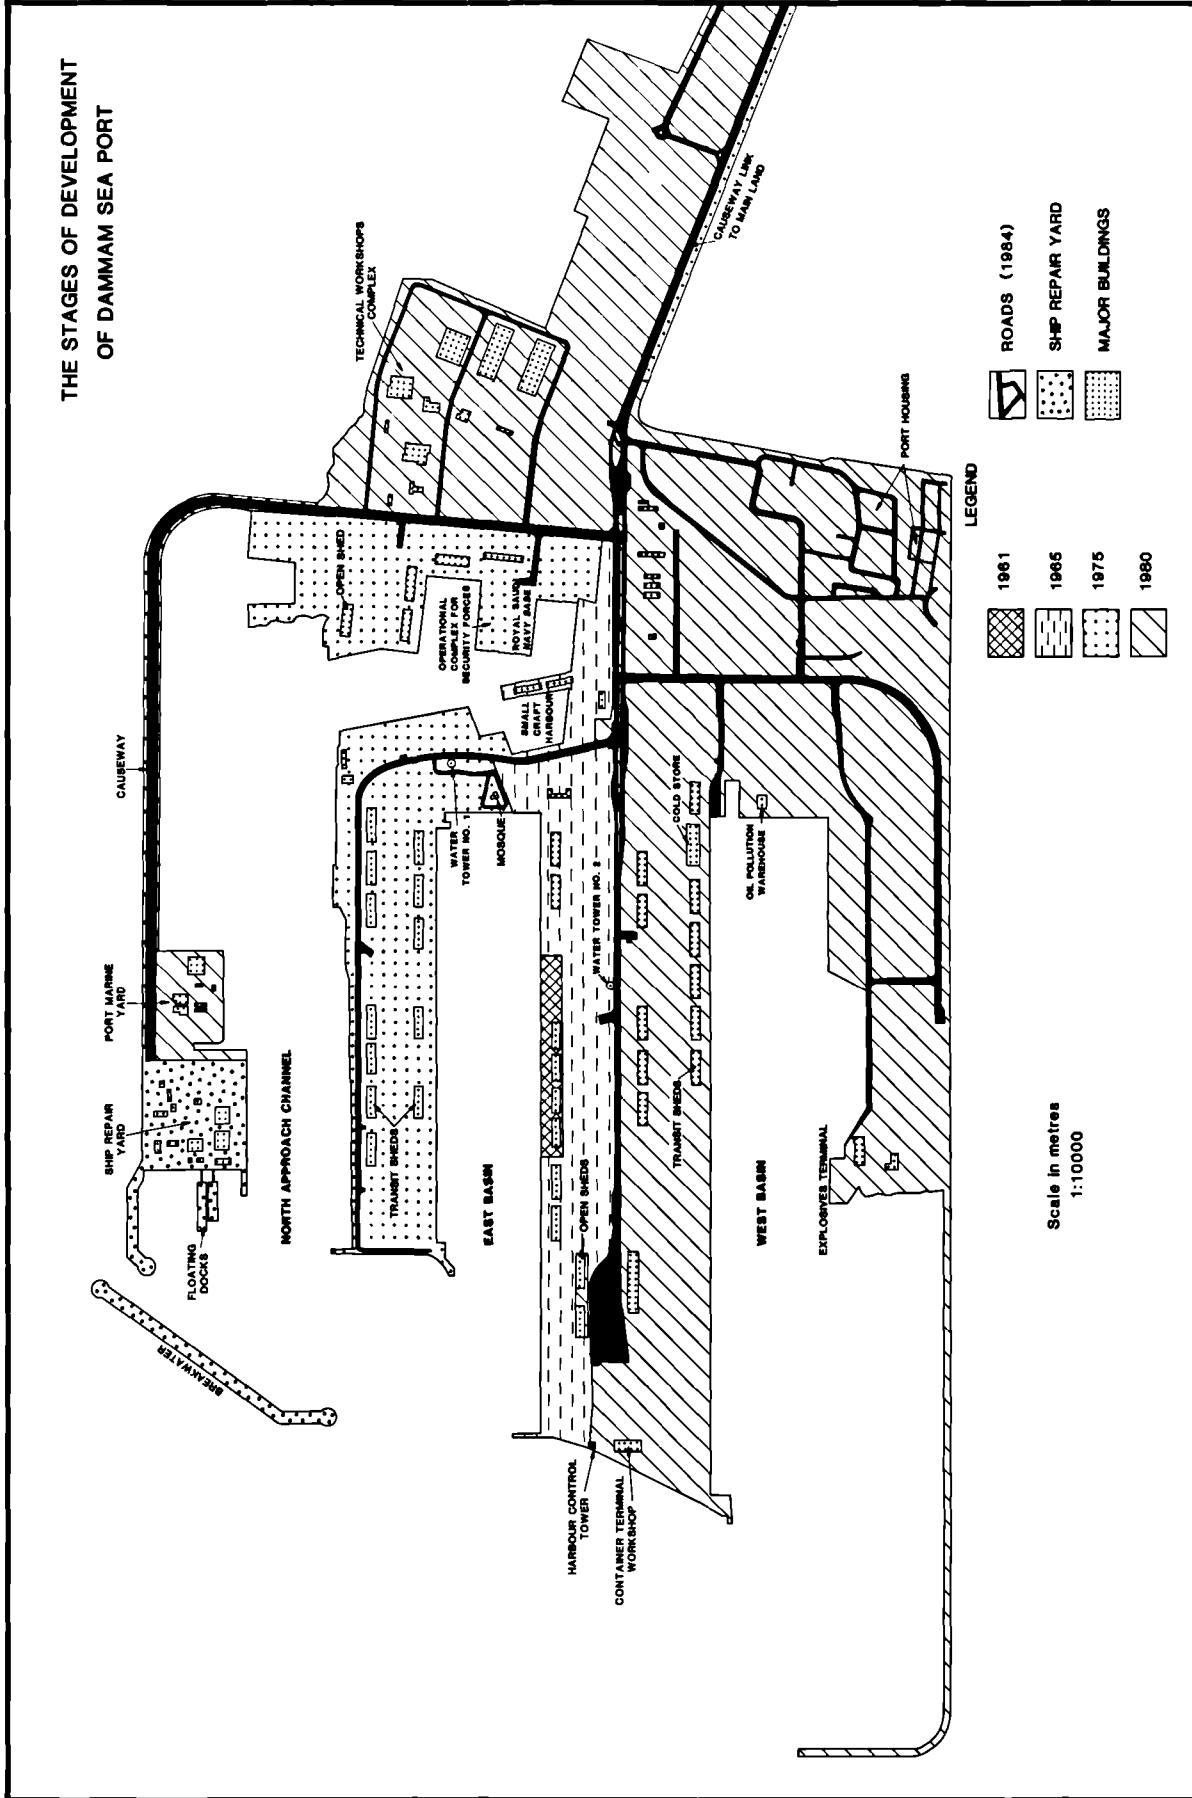 THE STAGES OF DEVELOPMENT
OF DAMMAM SEA PORT
TECHNICAL WORKSHOPS
COMPLEX
CAUSEWAY LINK
TO MAIN LAND
CAUSEWAY
OPEN SHED
OPERATIONAL
COMPLEX FOR
SECURITY FORCES
ROYAL SAUDI
NAVY BASE
SMALL
CRAFT
HARBOUR
PORT MARINE
YARD
SHIP REPAIR
YARD
FLOATING
DOCKS
BREAKWATER
NORTH APPROACH CHANNEL
WATER
TOWER NO. 1
MOSQUE
TRANSIT SHEDS
EAST BASIN
WATER TOWER NO. 2
OPEN SHEDS
COLD STORE
TRANSIT SHEDS
OIL POLLUTION
WAREHOUSE
WEST BASIN
EXPLOSIVES TERMINAL
HARBOUR CONTROL
TOWER
CONTAINER TERMINAL
WORKSHOP
PORT HOUSING
LEGEND
1961
1965
1975
1980
ROADS (1984)
SHIP REPAIR YARD
MAJOR BUILDINGS
Scale in metres
1:10000